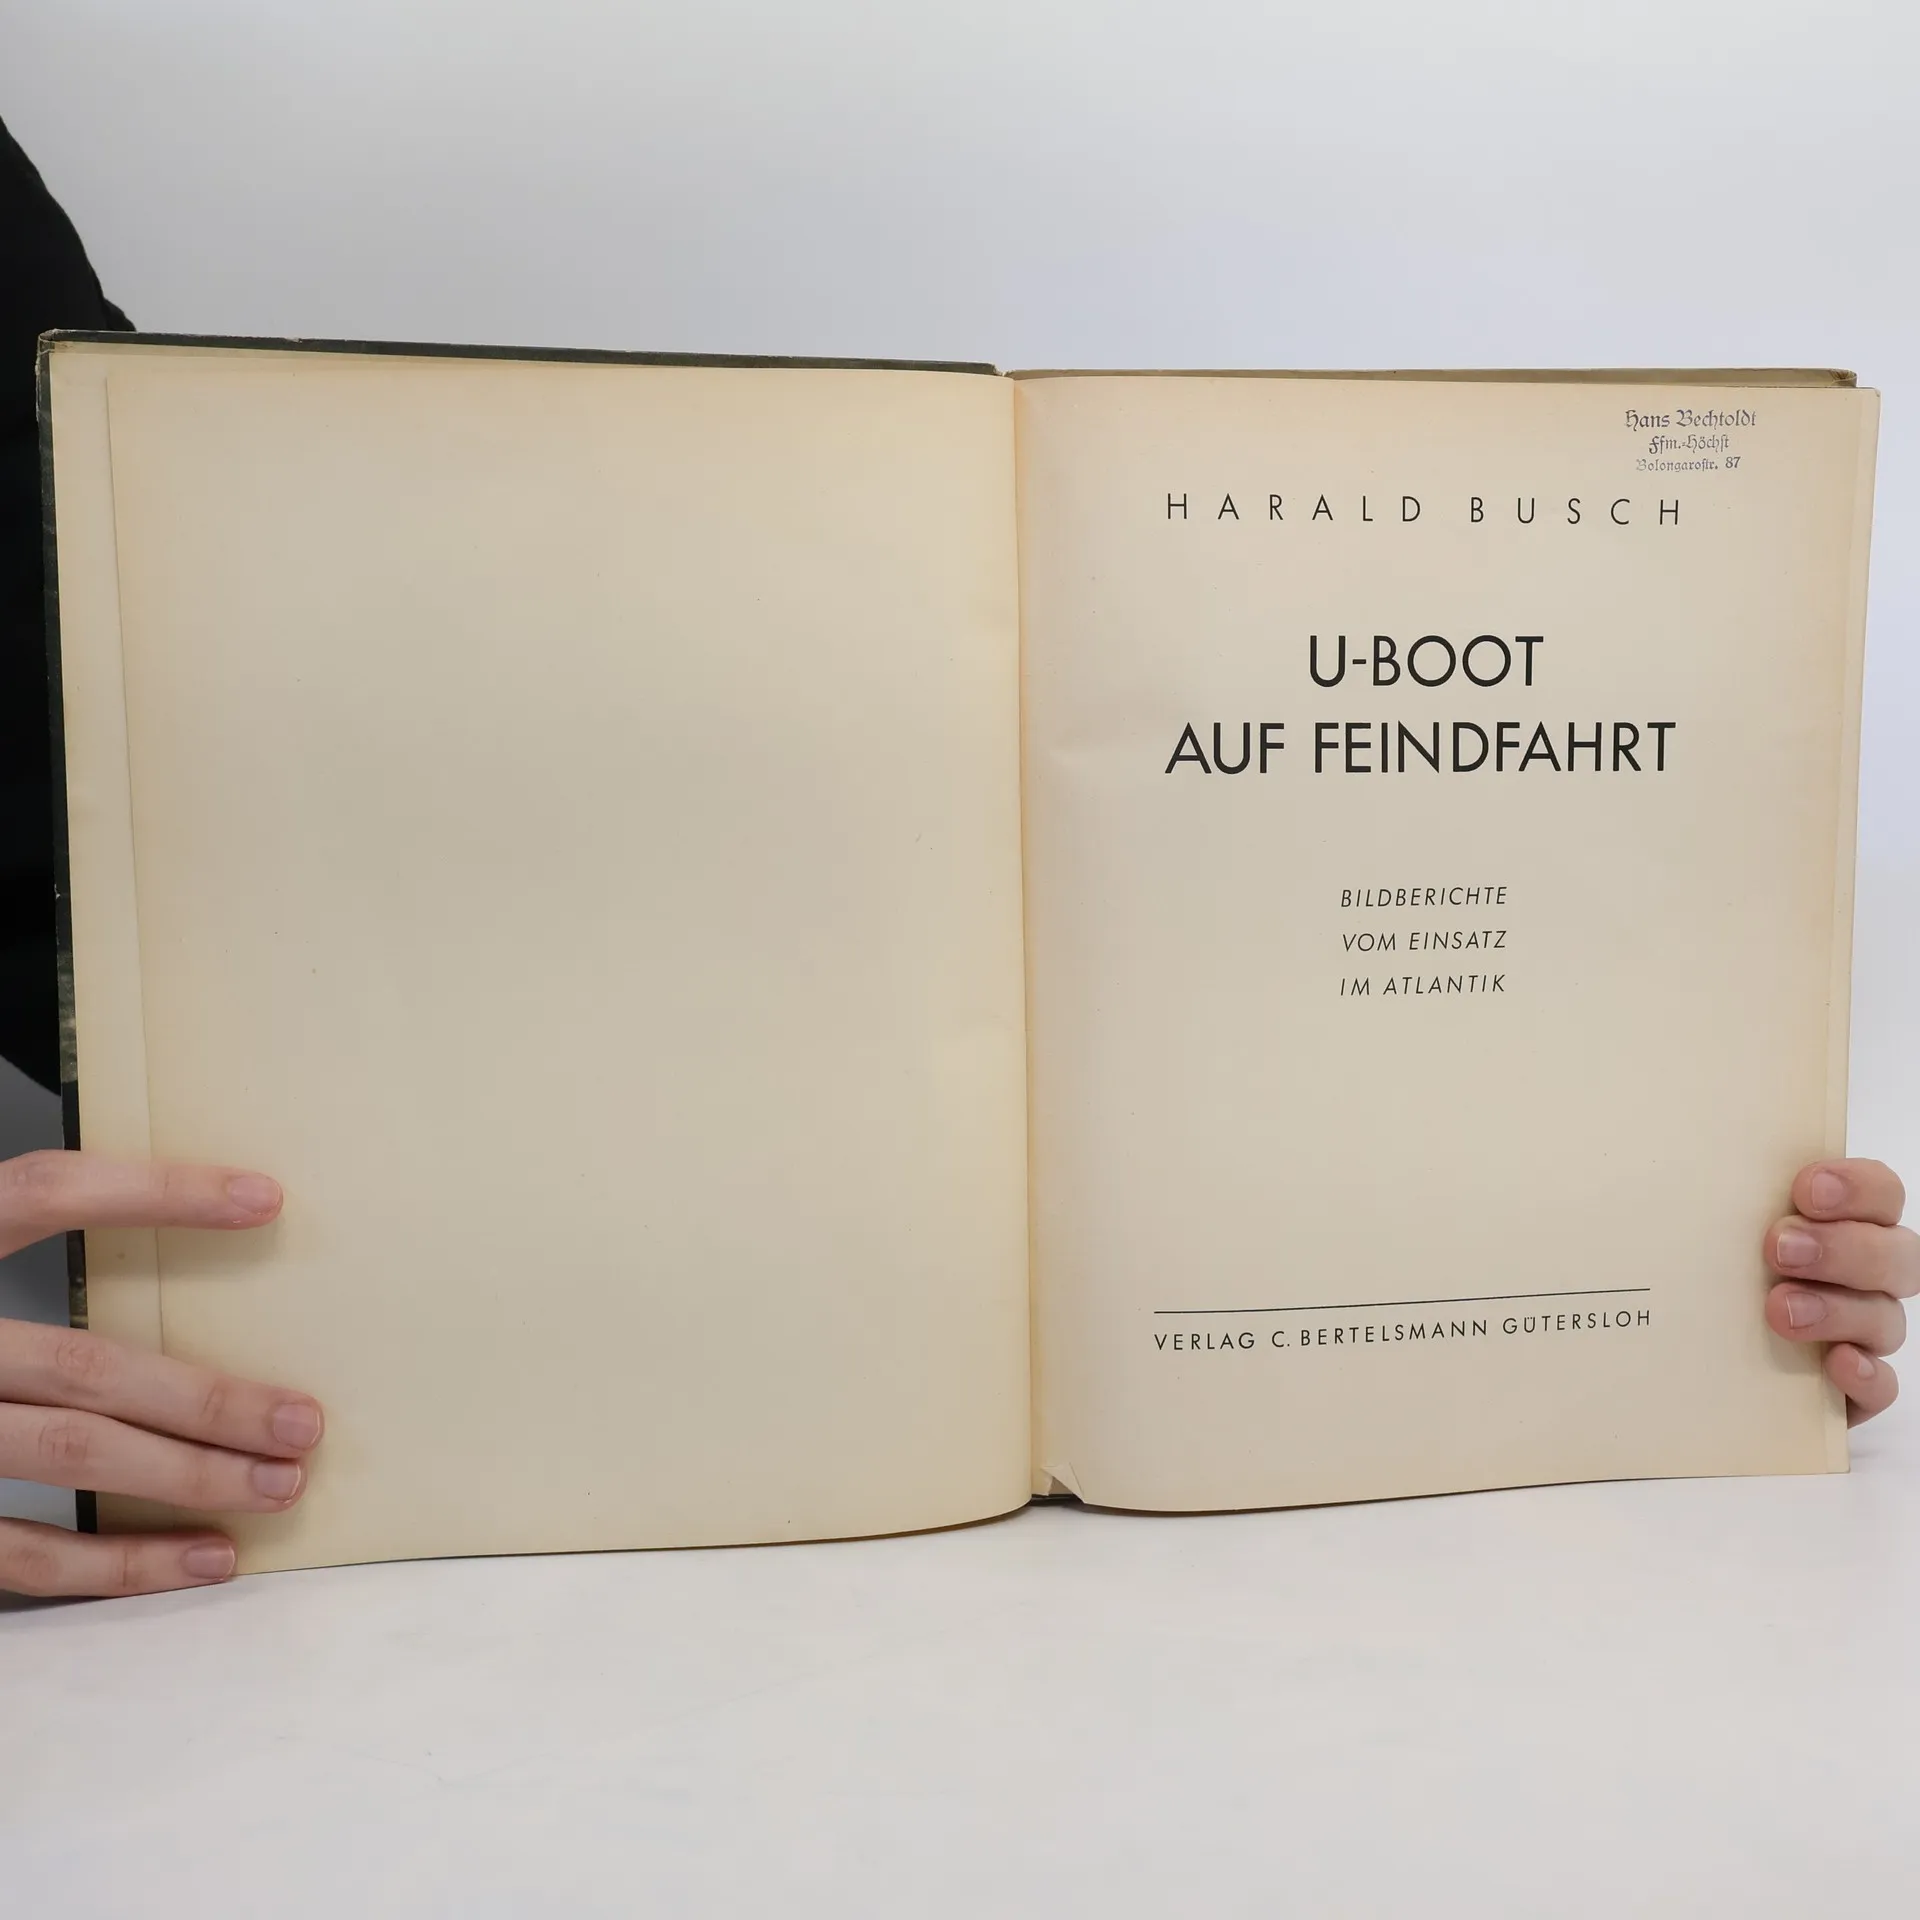 Hans Bechtoldt
Ffm.-Höchst
Bolongarostr. 87
HARALD BUSCH
U-BOOT
AUF FEINDFAHRT
BILDBERICHTE
VOM EINSATZ
IM ATLANTIK
VERLAG C. BERTELSMANN GÜTERSLOH